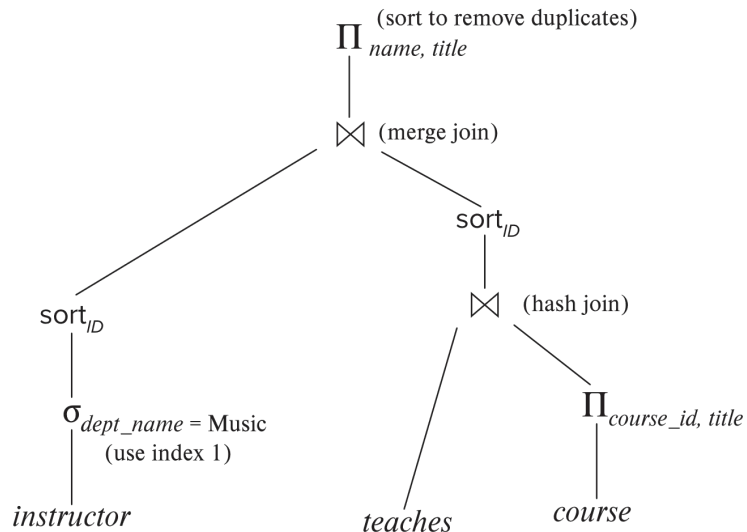 (sort to remove duplicates)
Π name, title
⋈ (merge join)
sort ID
sort ID
⋈ (hash join)
σ dept_name = Music
(use index 1)
Π course_id, title
instructor
teaches
course